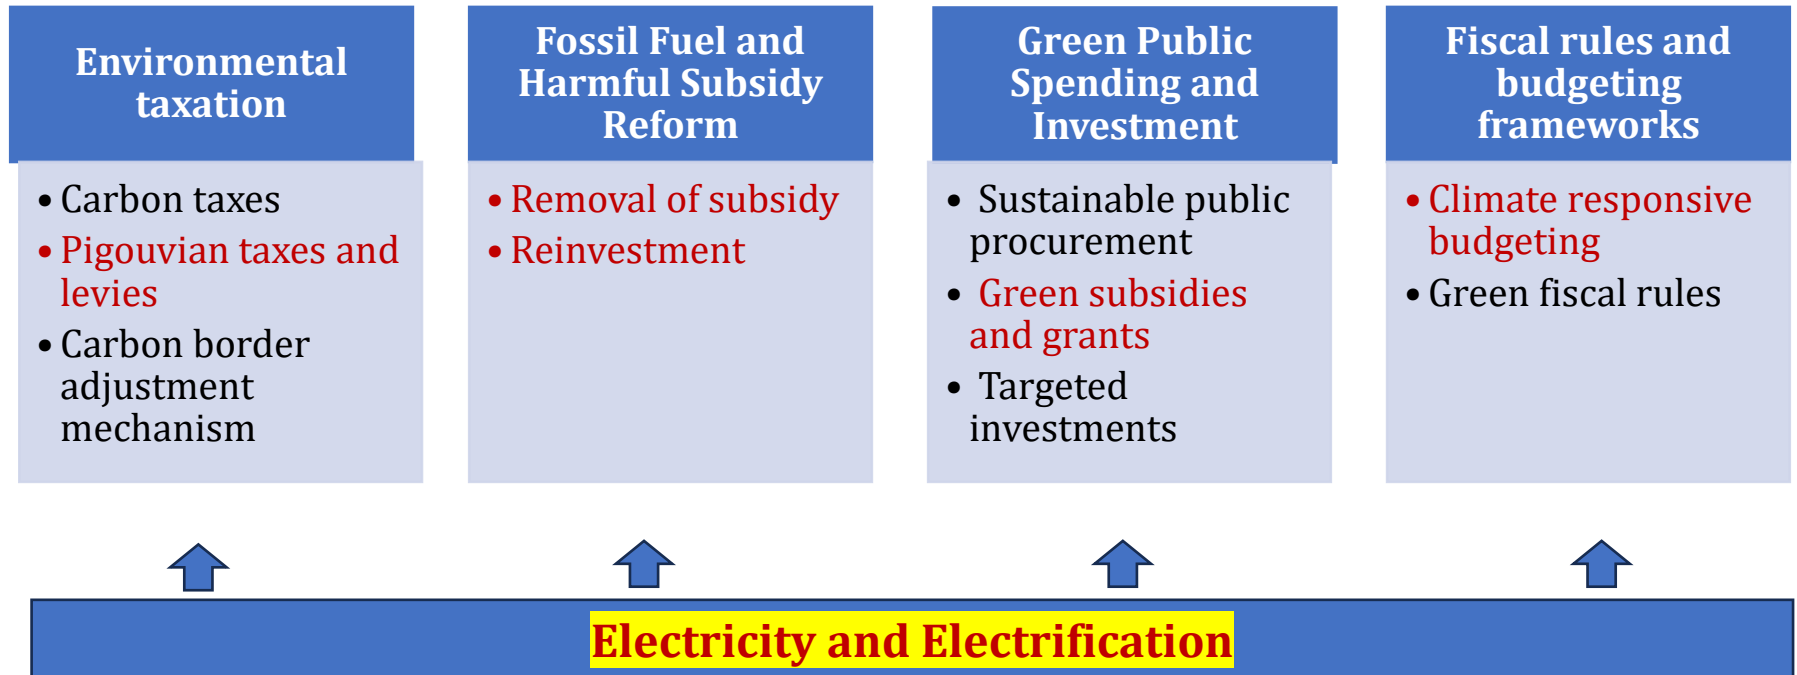 Environmental
taxation
• Carbon taxes
• Pigouvian taxes and
levies
• Carbon border
adjustment
mechanism
Fossil Fuel and
Harmful Subsidy
Reform
• Removal of subsidy
• Reinvestment
Green Public
Spending and
Investment
• Sustainable public
procurement
• Green subsidies
and grants
• Targeted
investments
Fiscal rules and
budgeting
frameworks
• Climate responsive
budgeting
• Green fiscal rules
Electricity and Electrification